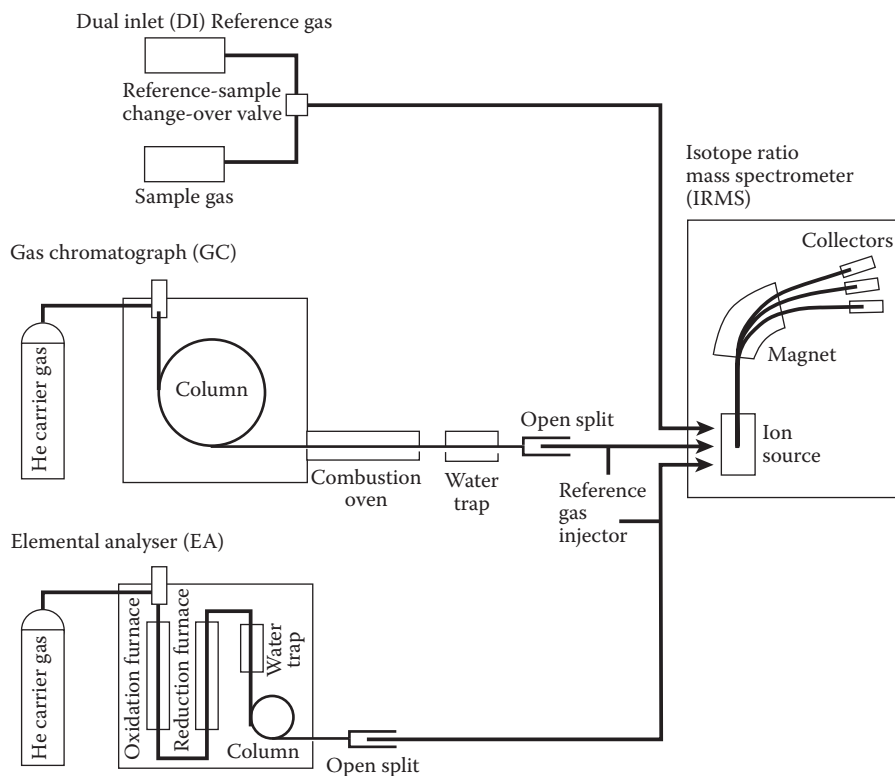 Dual inlet (DI) Reference gas
Reference-sample
change-over valve
Sample gas
Isotope ratio
mass spectrometer
(IRMS)
Collectors
Magnet
Ion
source
Gas chromatograph (GC)
He carrier gas
Column
Combustion
oven
Water
trap
Open split
Reference
gas
injector
Elemental analyser (EA)
He carrier gas
Oxidation furnace
Reduction furnace
Water
trap
Column
Open split